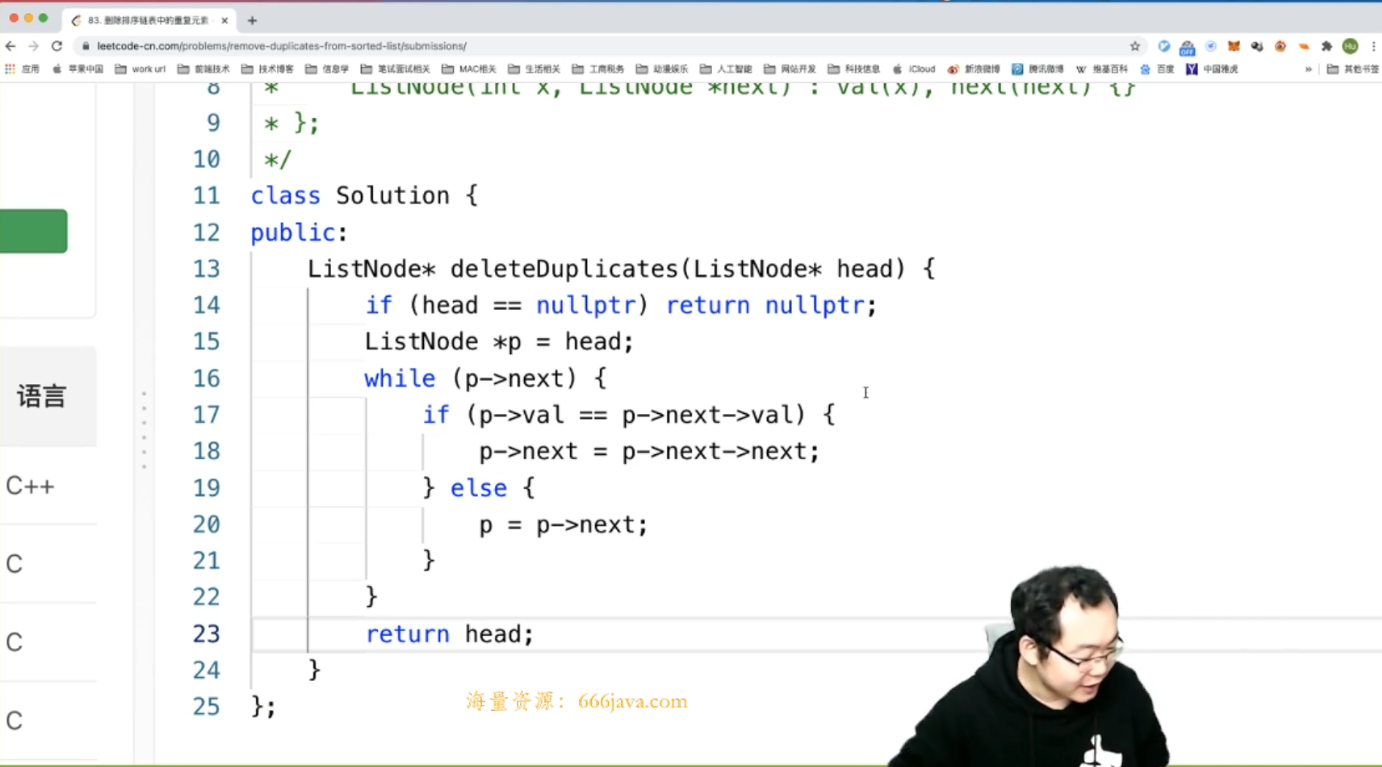 83. 删除排序链表中的重复元素
leetcode-cn.com/problems/remove-duplicates-from-sorted-list/submissions/
OFF
Hu
应用 苹果中国 work url 前端技术 技术博客 信息学 笔试面试相关 MAC相关 生活相关 工商税务 动漫娱乐 人工智能 网站开发 科技信息 iCloud 新浪微博 腾讯微博 维基百科 百度 中国雅虎 » 其他书签
8 * ListNode(int x, ListNode *next) : val(x), next(next) {}
9 * };
10 */
11 class Solution {
12 public:
13 ListNode* deleteDuplicates(ListNode* head) {
14 if (head == nullptr) return nullptr;
15 ListNode *p = head;
16 while (p->next) {
17 if (p->val == p->next->val) {
18 p->next = p->next->next;
19 } else {
20 p = p->next;
21 }
22 }
23 return head;
24 }
25 };
语言
C++
C
C
C
海量资源：666java.com